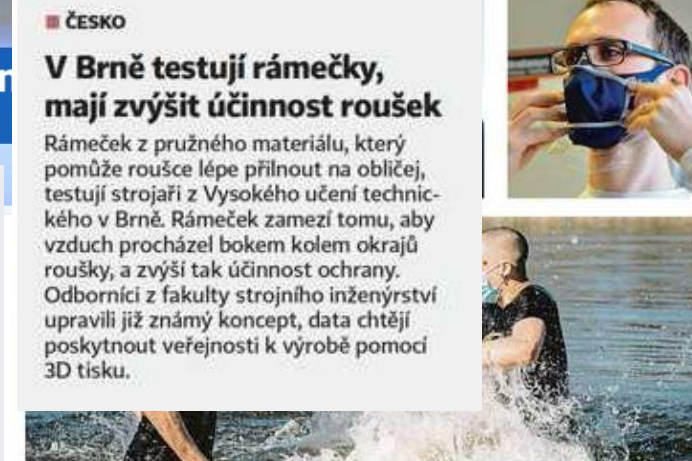 ČESKO
V Brně testují rámečky,
mají zvýšit účinnost roušek
Rámeček z pružného materiálu, který
pomůže roušce lépe přilnout na obličej,
testují strojaři z Vysokého učení technic-
kého v Brně. Rámeček zamezí tomu, aby
vzduch procházel bokem kolem okrajů
roušky, a zvýší tak účinnost ochrany.
Odborníci z fakulty strojního inženýrství
upravili již známý koncept, data chtějí
poskytnout veřejnosti k výrobě pomocí
3D tisku.